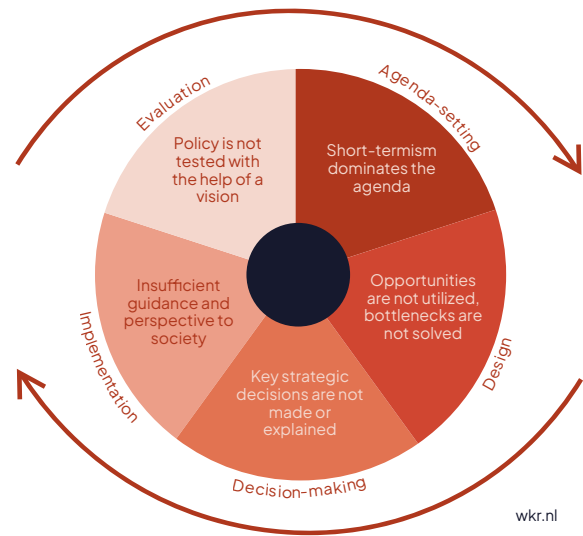 Evaluation
Agenda-setting
Policy is not
tested with
the help of a
vision
Short-termism
dominates the
agenda
Insufficient
guidance and
perspective to
society
Opportunities
are not utilized,
bottlenecks are
not solved
Implementation
Design
Key strategic
decisions are not
made or
explained
Decision-making
wkr.nl